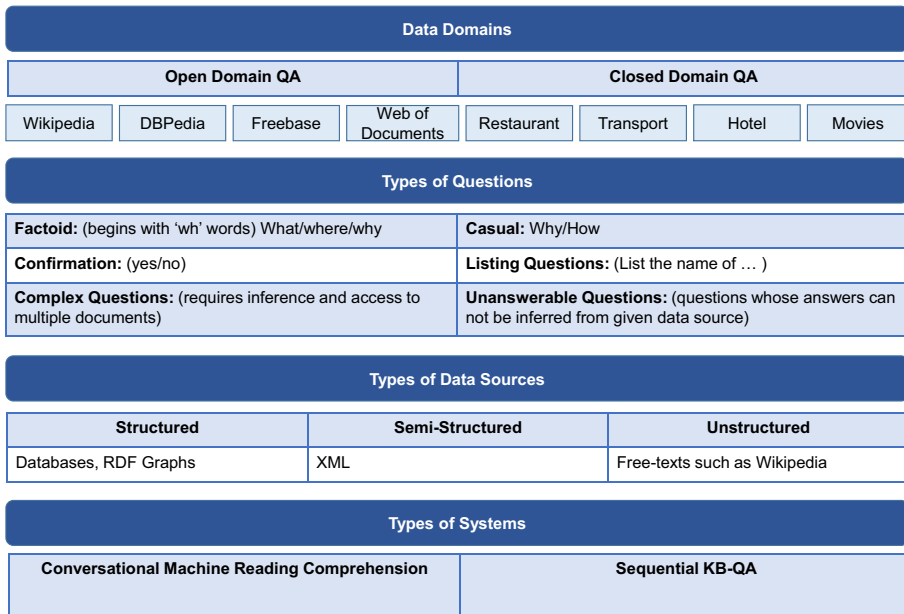 Data Domains
Open Domain QA
Closed Domain QA
Wikipedia
DBPedia
Freebase
Web of
Documents
Restaurant
Transport
Hotel
Movies
Types of Questions
Factoid: (begins with ‘wh’ words) What/where/why
Casual: Why/How
Confirmation: (yes/no)
Listing Questions: (List the name of … )
Complex Questions: (requires inference and access to
multiple documents)
Unanswerable Questions: (questions whose answers can
not be inferred from given data source)
Types of Data Sources
Structured
Semi-Structured
Unstructured
Databases, RDF Graphs
XML
Free-texts such as Wikipedia
Types of Systems
Conversational Machine Reading Comprehension
Sequential KB-QA